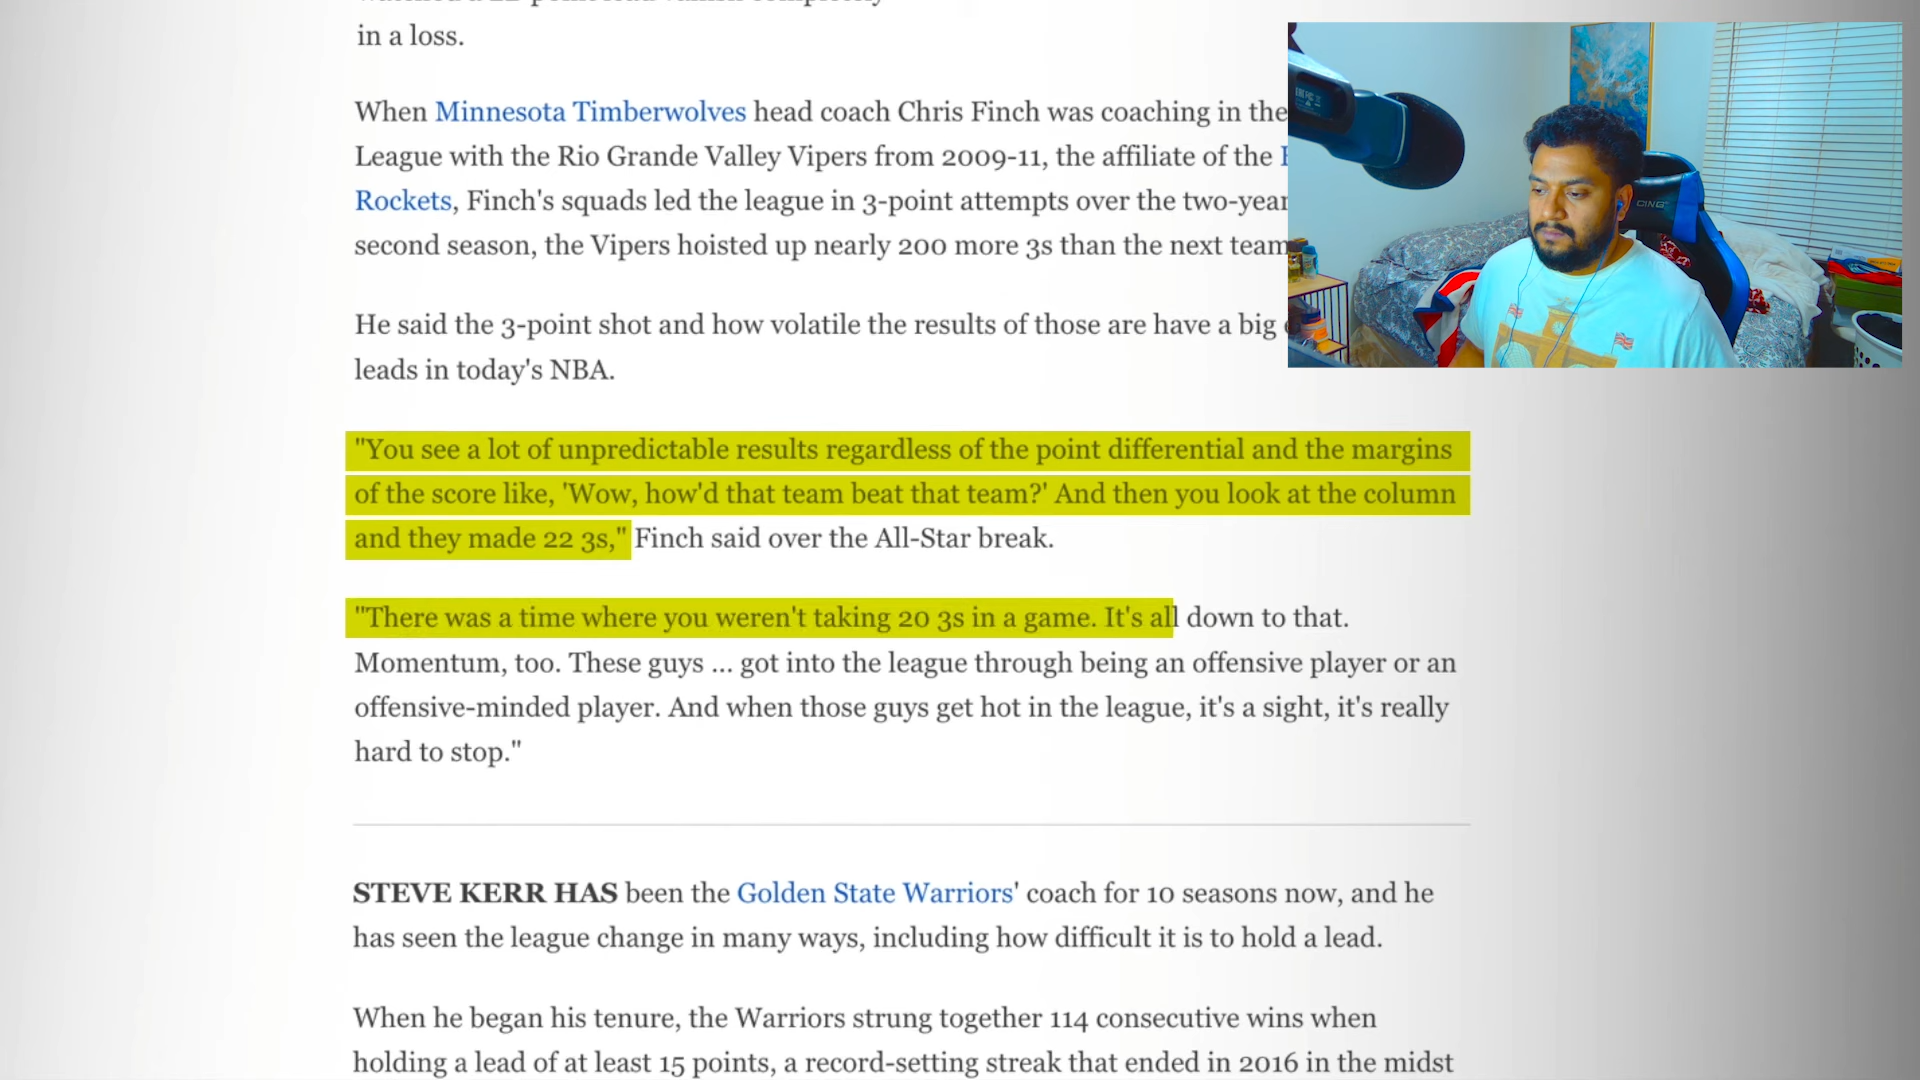 in a loss.
When Minnesota Timberwolves head coach Chris Finch was coaching in the
League with the Rio Grande Valley Vipers from 2009-11, the affiliate of the
Rockets, Finch's squads led the league in 3-point attempts over the two-year
second season, the Vipers hoisted up nearly 200 more 3s than the next team
He said the 3-point shot and how volatile the results of those are have a big
leads in today's NBA.
"You see a lot of unpredictable results regardless of the point differential and the margins
of the score like, 'Wow, how'd that team beat that team?' And then you look at the column
and they made 22 3s," Finch said over the All-Star break.
"There was a time where you weren't taking 20 3s in a game. It's all down to that.
Momentum, too. These guys ... got into the league through being an offensive player or an
offensive-minded player. And when those guys get hot in the league, it's a sight, it's really
hard to stop."
STEVE KERR HAS been the Golden State Warriors' coach for 10 seasons now, and he
has seen the league change in many ways, including how difficult it is to hold a lead.
When he began his tenure, the Warriors strung together 114 consecutive wins when
holding a lead of at least 15 points, a record-setting streak that ended in 2016 in the midst